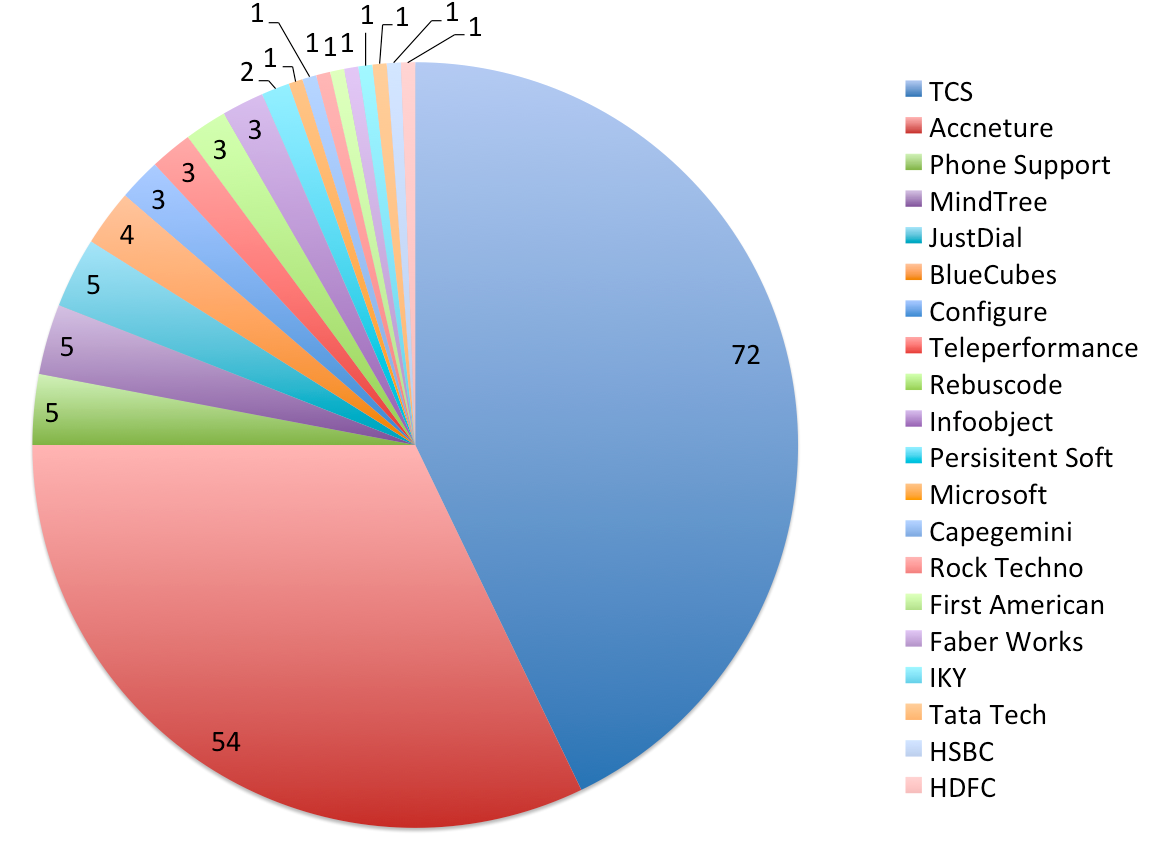 1
1
1
1
1
1
1
1
1
2
3
3
3
3
4
5
5
5
72
54
TCS
Accneture
Phone Support
MindTree
JustDial
BlueCubes
Configure
Teleperformance
Rebuscode
Infoobject
Persisitent Soft
Microsoft
Capegemini
Rock Techno
First American
Faber Works
IKY
Tata Tech
HSBC
HDFC